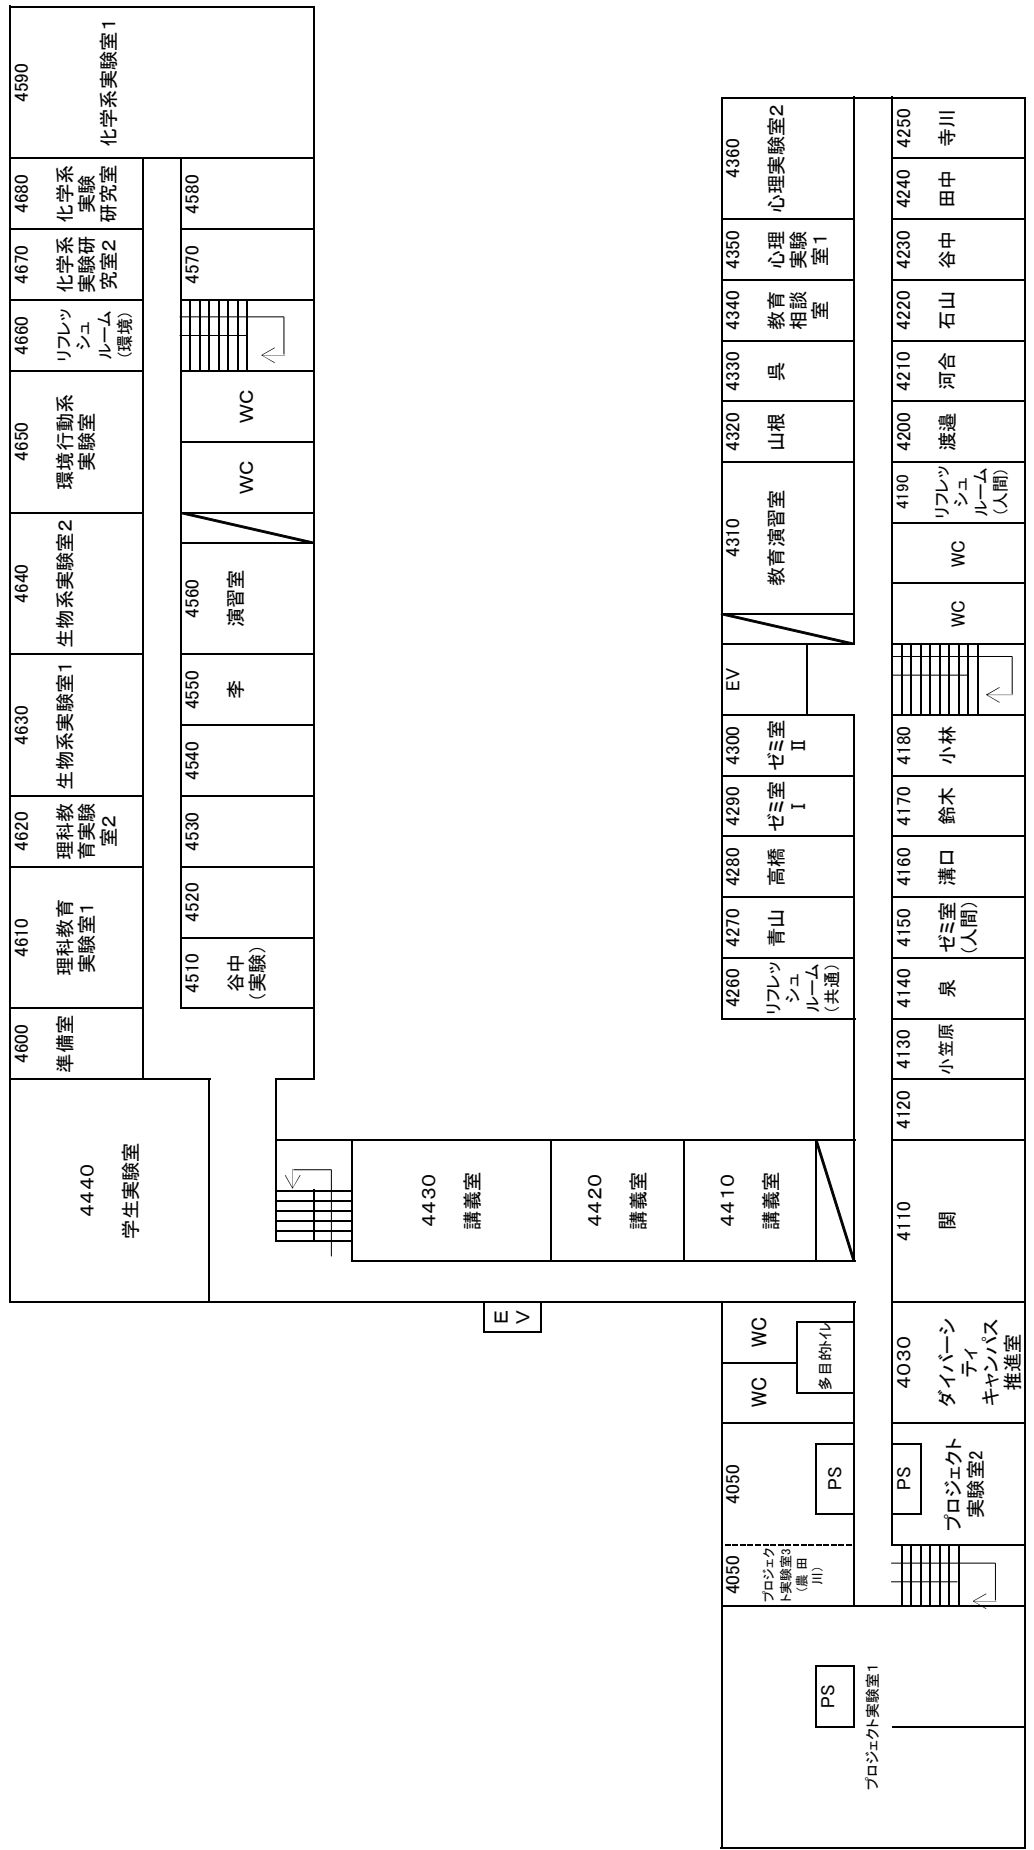 4590
化学系実験室1
4680
化学系
実験
研究室
4670
化学系
実験研
究室2
4660
リフレッ
シュ
ルーム
(環境)
4650
環境行動系
実験室
4640
生物系実験室2
4630
生物系実験室1
4620
理科教
育実験
室2
4610
理科教育
実験室1
4600
準備室
4440
学生実験室
4580
4570
WC
WC
4560
演習室
4550
李
4540
4530
4520
4510
谷中
(実験)
4430
講義室
4420
講義室
4410
講義室
EV
4360
心理実験室2
4350
心理
実験
室1
4340
教育
相談
室
4330
呉
4320
山根
4310
教育演習室
EV
4300
ゼミ室
Ⅱ
4290
ゼミ室
Ⅰ
4280
高橋
4270
青山
4260
リフレッ
シュ
ルーム
(共通)
4250
寺川
4240
田中
4230
谷中
4220
石山
4210
河合
4200
渡邉
4190
リフレッ
シュ
ルーム
(人間)
WC
WC
4180
小林
4170
鈴木
4160
溝口
4150
ゼミ室
(人間)
4140
泉
4130
小笠原
4120
4110
関
WC
WC
多目的トイレ
4030
ダイバーシ
ティ
キャンパス
推進室
4050
PS
PS
プロジェクト
実験室2
4050
プロジェク
ト実験室3
(農 田
川)
PS
プロジェクト実験室1